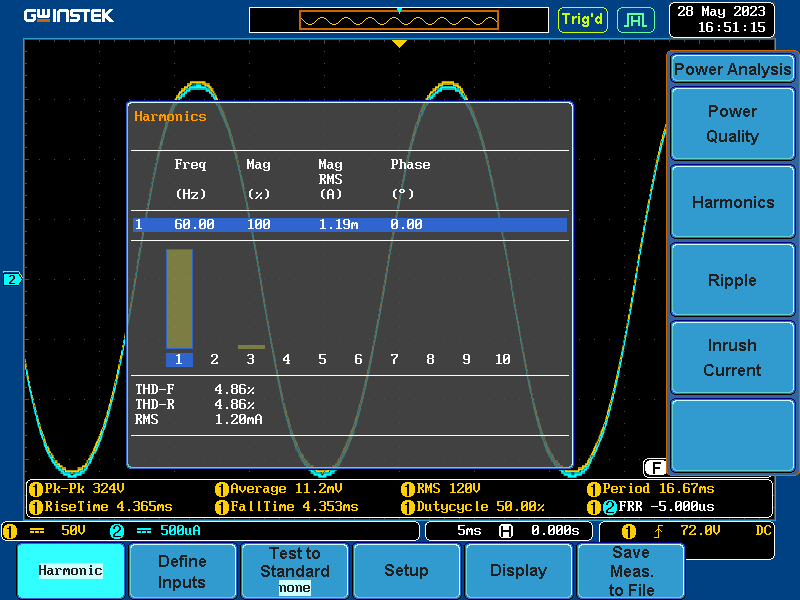 GWINSTEK
Trig'd
28 May 2023
16:51:15
Power Analysis
Power
Quality
Harmonics
Ripple
Inrush
Current
Harmonics
Freq Mag Mag Phase
RMS
(Hz) (%) (A) (°)
1 60.00 100 1.19m 0.00
1 2 3 4 5 6 7 8 9 10
THD-F 4.86%
THD-R 4.86%
RMS 1.20mA
2
F
1 Pk-Pk 324V 1 Average 11.2mV 1 RMS 120V 1 Period 16.67ms
1 RiseTime 4.365ms 1 FallTime 4.353ms 1 Dutycycle 50.00% 1 2 FRR -5.000us
1 50V 2 500uA 5ms H 0.000s 1 72.0V DC
Harmonic
Define
Inputs
Test to
Standard
none
Setup
Display
Save
Meas.
to File